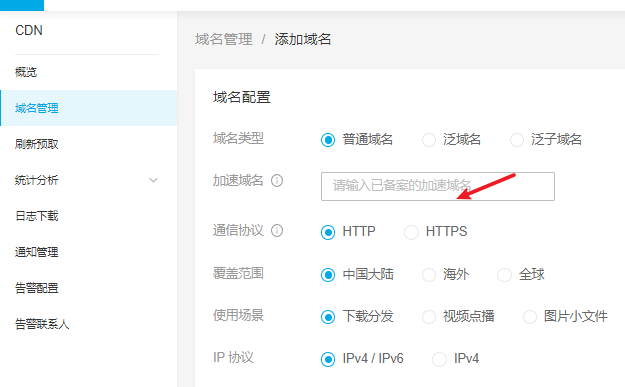 CDN
域名管理 / 添加域名
概览
域名管理
刷新预取
统计分析
日志下载
通知管理
告警配置
告警联系人
域名配置
域名类型 普通域名 泛域名 泛子域名
加速域名 请输入已备案的加速域名
通信协议 HTTP HTTPS
覆盖范围 中国大陆 海外 全球
使用场景 下载分发 视频点播 图片小文件
IP 协议 IPv4 / IPv6 IPv4